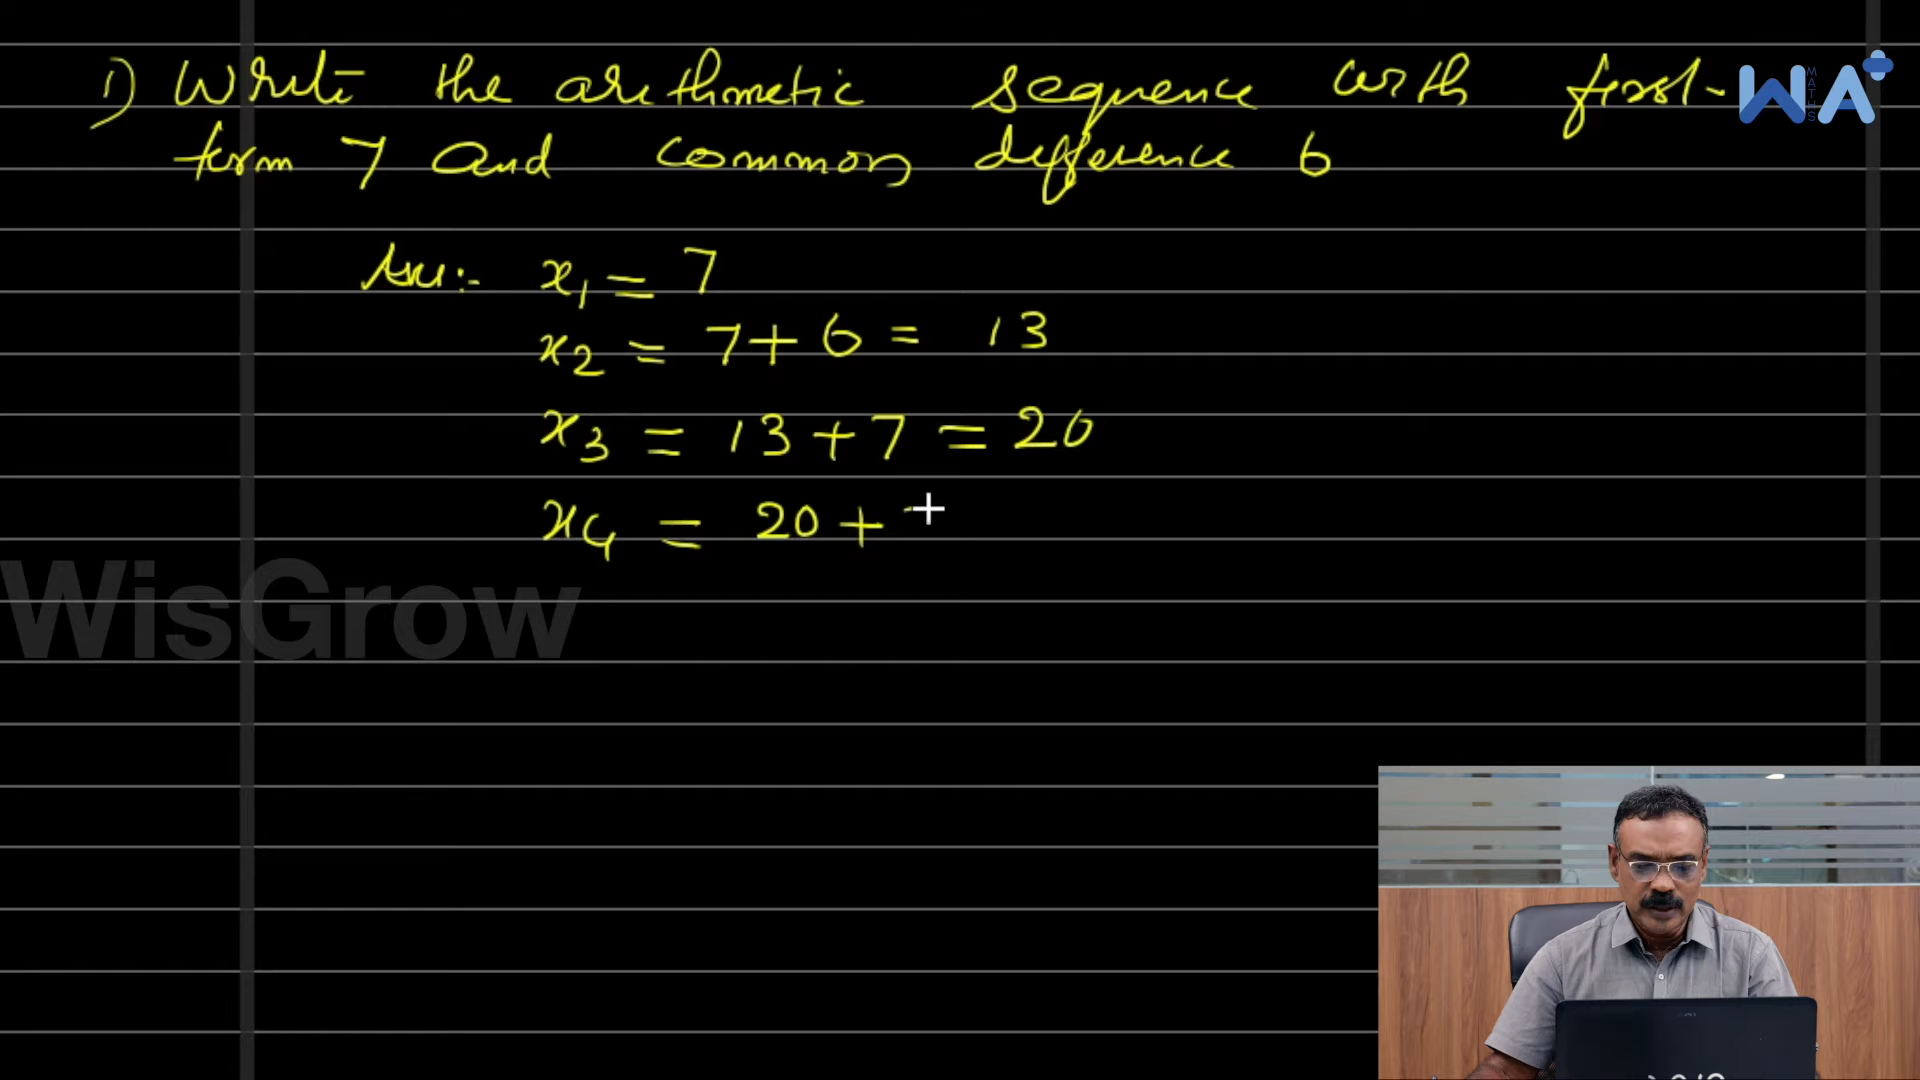 1) Write the arithmetic sequence with first
term 7 and common difference 6
Ans:- x₁ = 7
x₂ = 7 + 6 = 13
x₃ = 13 + 7 = 20
x₄ = 20 +
WisGrow
WA+
MATHS